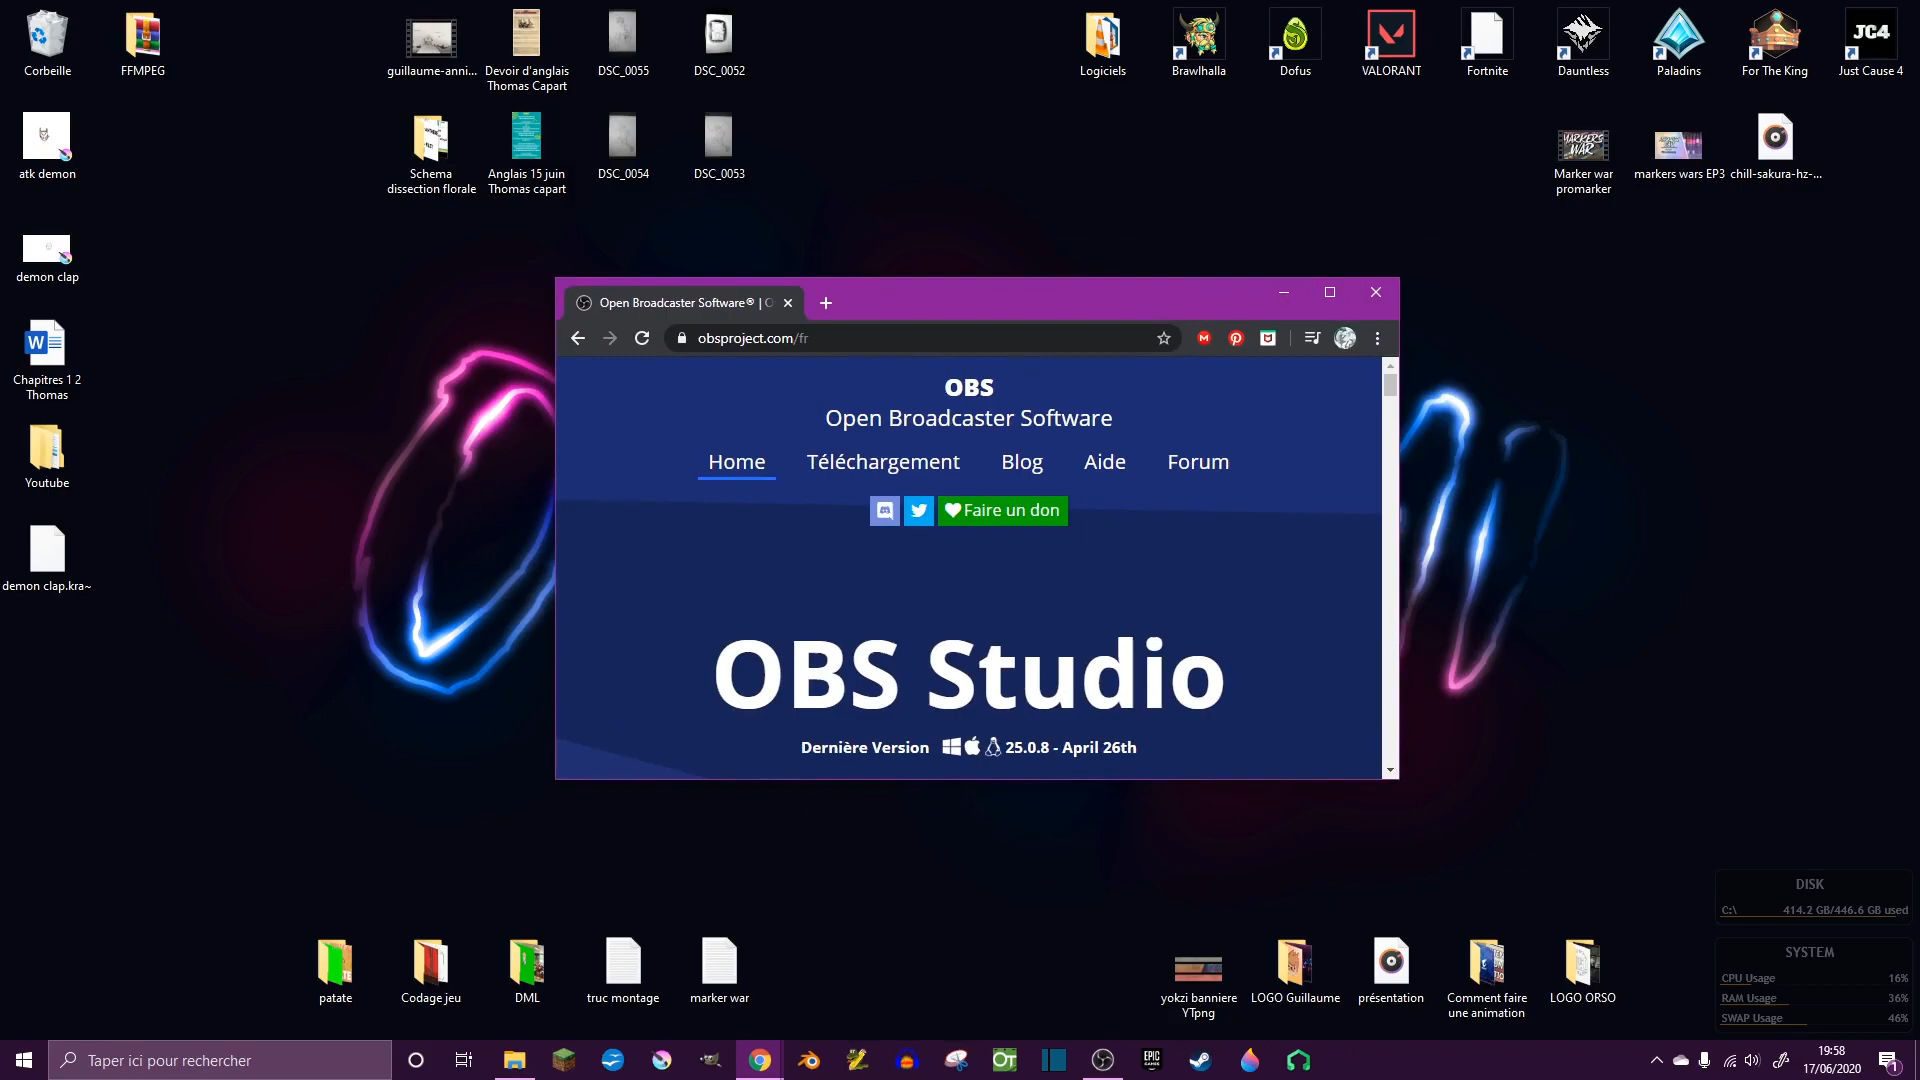 Corbeille
FFMPEG
guillaume-anni...
Devoir d'anglais
Thomas Capart
DSC_0055
DSC_0052
Logiciels
Brawlhalla
Dofus
VALORANT
Fortnite
Dauntless
Paladins
For The King
JC4
Just Cause 4
atk demon
Schema
dissection florale
Anglais 15 juin
Thomas capart
DSC_0054
DSC_0053
MARKERS
WAR
Marker war
promarker
markers wars EP3
chill-sakura-hz-...
demon clap
W
Chapitres 1 2
Thomas
Youtube
demon clap.kra~
Open Broadcaster Software® | O
obsproject.com/fr
OBS
Open Broadcaster Software
Home
Téléchargement
Blog
Aide
Forum
Faire un don
OBS Studio
Dernière Version 25.0.8 - April 26th
DISK
C:\ 414.2 GB/446.6 GB used
SYSTEM
CPU Usage 16%
RAM Usage 36%
SWAP Usage 46%
patate
Codage jeu
DML
truc montage
marker war
yokzi banniere
YTpng
LOGO Guillaume
présentation
Comment faire
une animation
LOGO ORSO
Taper ici pour rechercher
OT
EPIC
GAMES
19:58
17/06/2020
1